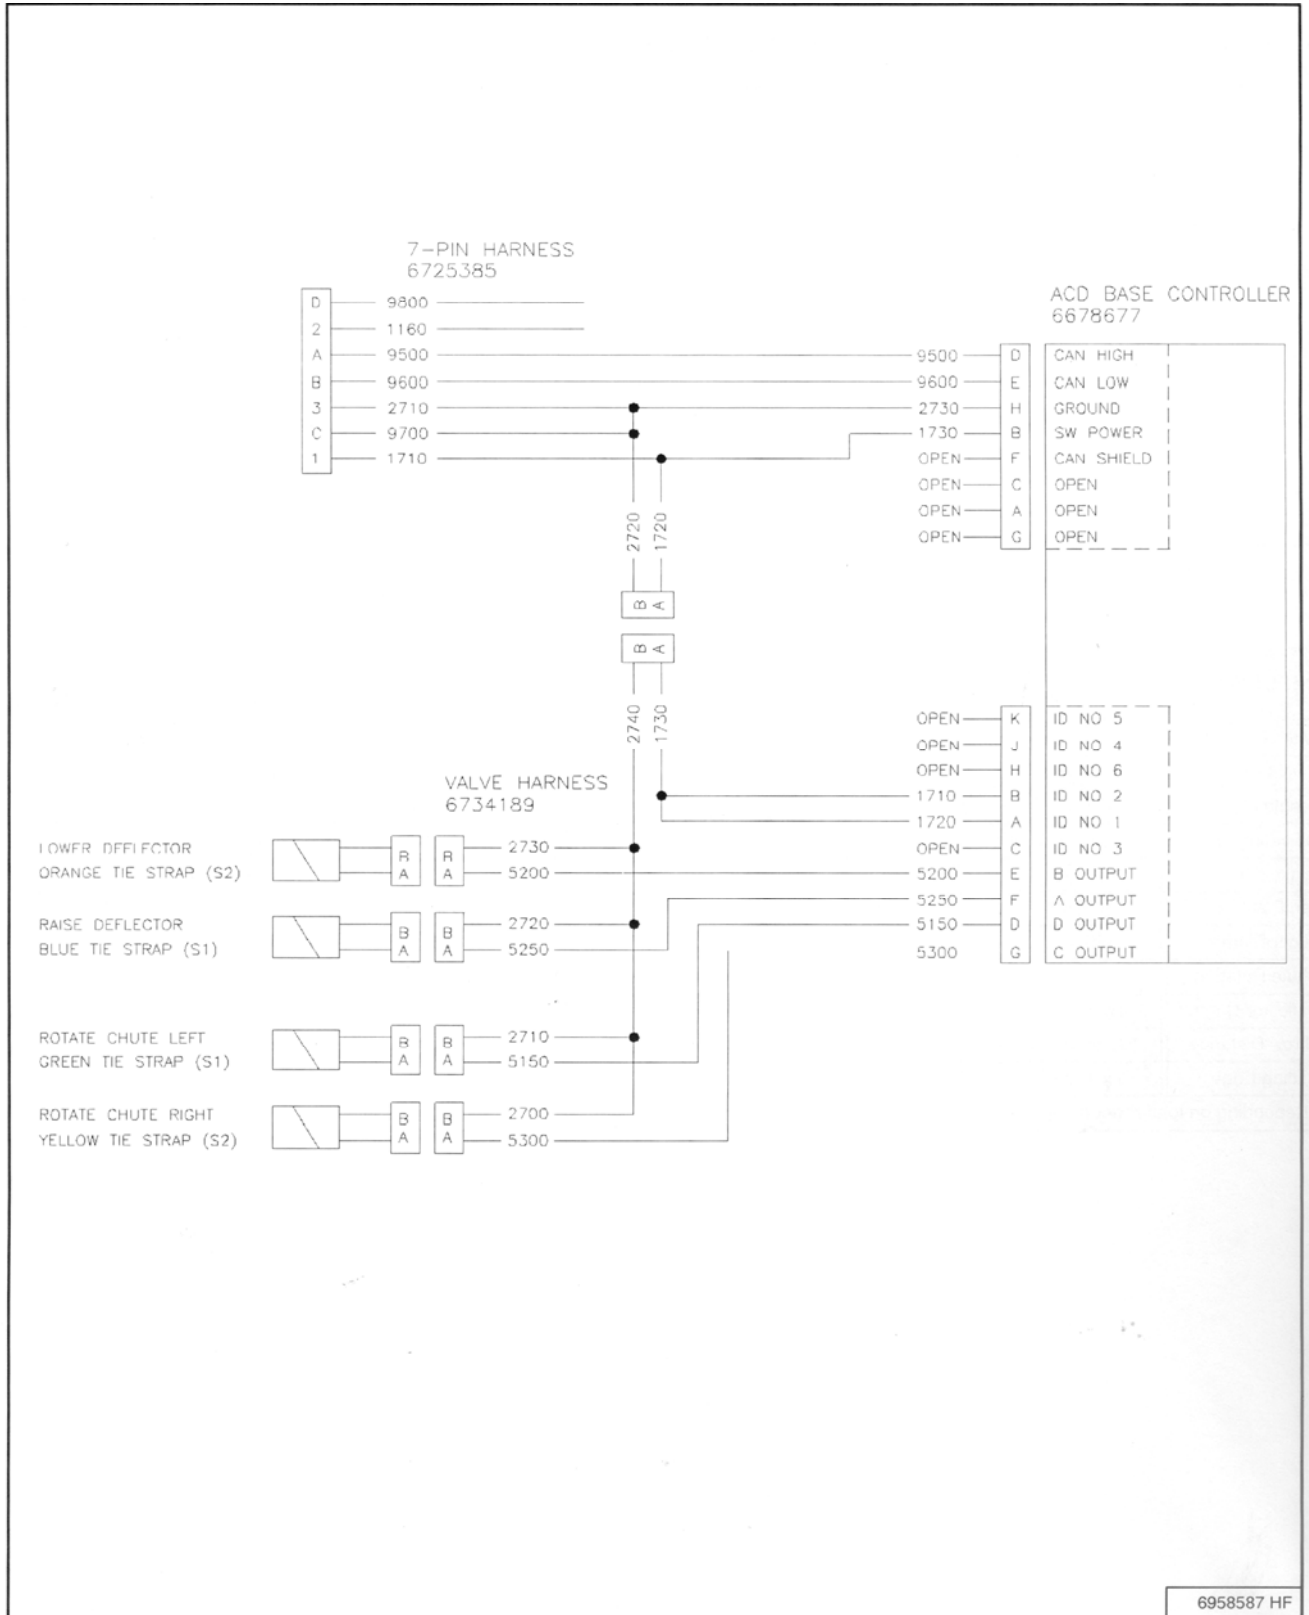 7-PIN HARNESS
6725385
D 9800
2 1160
A 9500
B 9600
3 2710
C 9700
1 1710
ACD BASE CONTROLLER
6678677
9500 D CAN HIGH
9600 E CAN LOW
2730 H GROUND
1730 B SW POWER
OPEN F CAN SHIELD
OPEN C OPEN
OPEN A OPEN
OPEN G OPEN
2720 1720
B A
B A
2740 1730
OPEN K ID NO 5
OPEN J ID NO 4
OPEN H ID NO 6
1710 B ID NO 2
1720 A ID NO 1
OPEN C ID NO 3
5200 E B OUTPUT
5250 F A OUTPUT
5150 D D OUTPUT
5300 G C OUTPUT
VALVE HARNESS
6734189
LOWER DEFLECTOR B B 2730
ORANGE TIE STRAP (S2) A A 5200
RAISE DEFLECTOR B B 2720
BLUE TIE STRAP (S1) A A 5250
ROTATE CHUTE LEFT B B 2710
GREEN TIE STRAP (S1) A A 5150
ROTATE CHUTE RIGHT B B 2700
YELLOW TIE STRAP (S2) A A 5300
6958587 HF